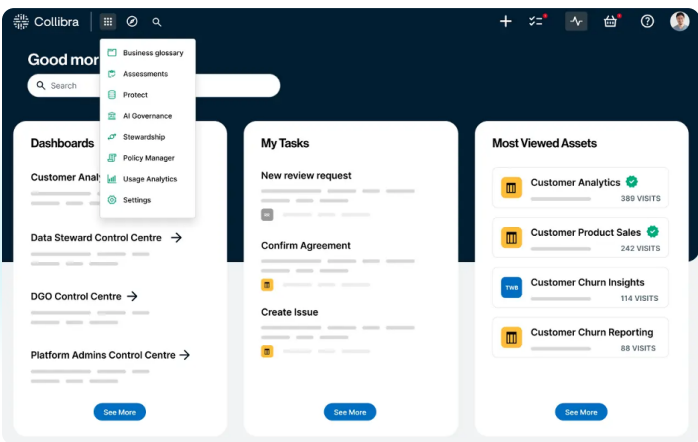 Collibra
Good mor
Search
Business glossary
Assessments
Protect
AI Governance
Stewardship
Policy Manager
Usage Analytics
Settings
Dashboards
Customer Anal
Data Steward Control Centre
DGO Control Centre
Platform Admins Control Centre
See More
My Tasks
New review request
Confirm Agreement
Create Issue
See More
Most Viewed Assets
Customer Analytics
389 VISITS
Customer Product Sales
242 VISITS
TWB
Customer Churn Insights
114 VISITS
Customer Churn Reporting
88 VISITS
See More